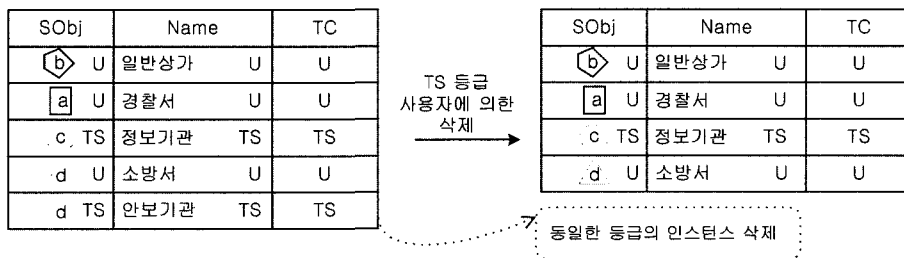 SObj Name TC
b U 일반상가 U U
a U 경찰서 U U
c TS 정보기관 TS TS
d U 소방서 U U
d TS 안보기관 TS TS
TS 등급
사용자에 의한
삭제
SObj Name TC
b U 일반상가 U U
a U 경찰서 U U
c TS 정보기관 TS TS
d U 소방서 U U
동일한 등급의 인스턴스 삭제